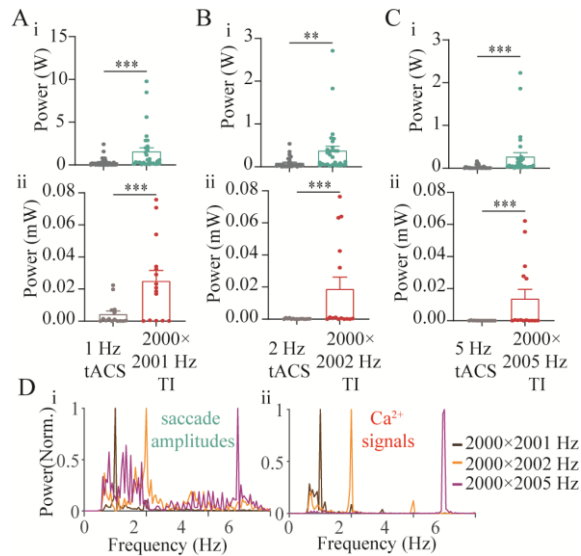 A B C
i i i
Power (W) Power (W) Power (W)
*** ** ***
15 3 3
10 2 2
5 1 1
0 0 0
ii ii ii
Power (mW) Power (mW) Power (mW)
*** *** ***
0.08 0.08 0.08
0.06 0.06 0.06
0.04 0.04 0.04
0.02 0.02 0.02
0.00 0.00 0.00
1 Hz tACS 2000× 2001 Hz TI 2 Hz tACS 2000× 2002 Hz TI 5 Hz tACS 2000× 2005 Hz TI
D i ii
saccade Ca²⁺
amplitudes signals
Power(Norm.)
1 1
0.5 0.5
0 0
0 2 4 6 0 2 4 6
Frequency (Hz) Frequency (Hz)
2000×2001 Hz
2000×2002 Hz
2000×2005 Hz